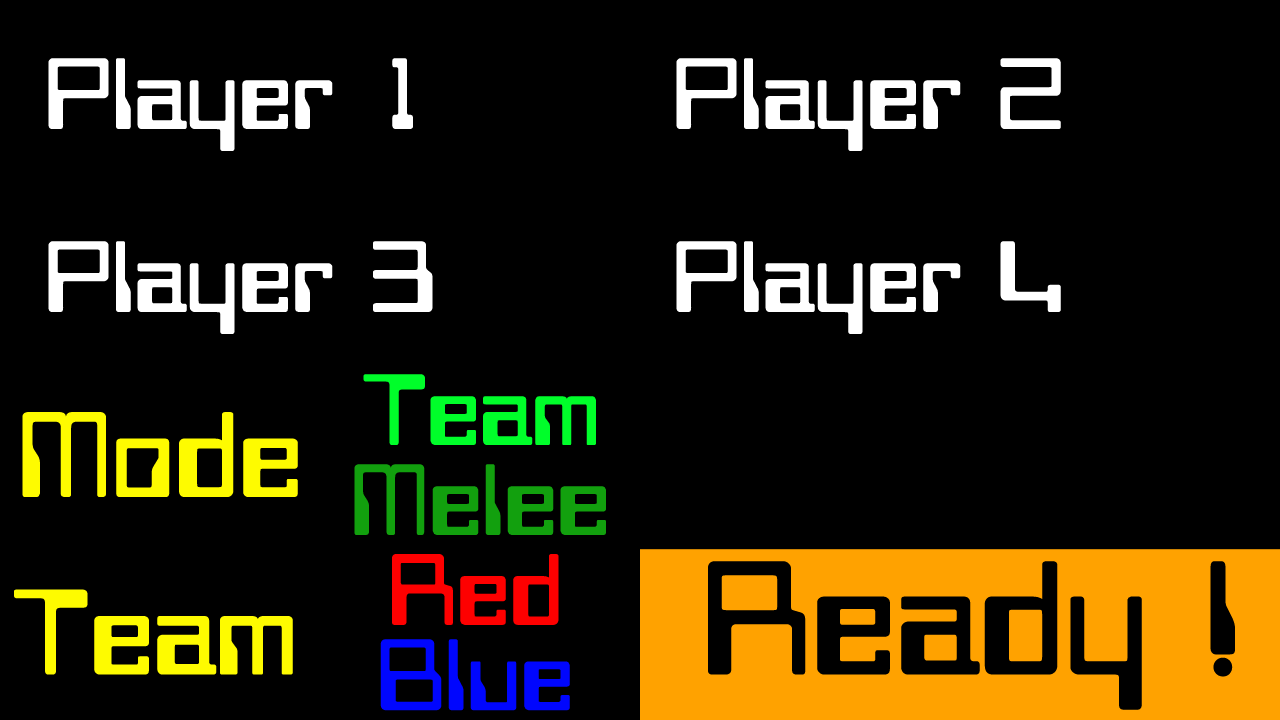 Player 1
Player 2
Player 3
Player 4
Mode
Team
Melee
Team
Red
Blue
Ready !